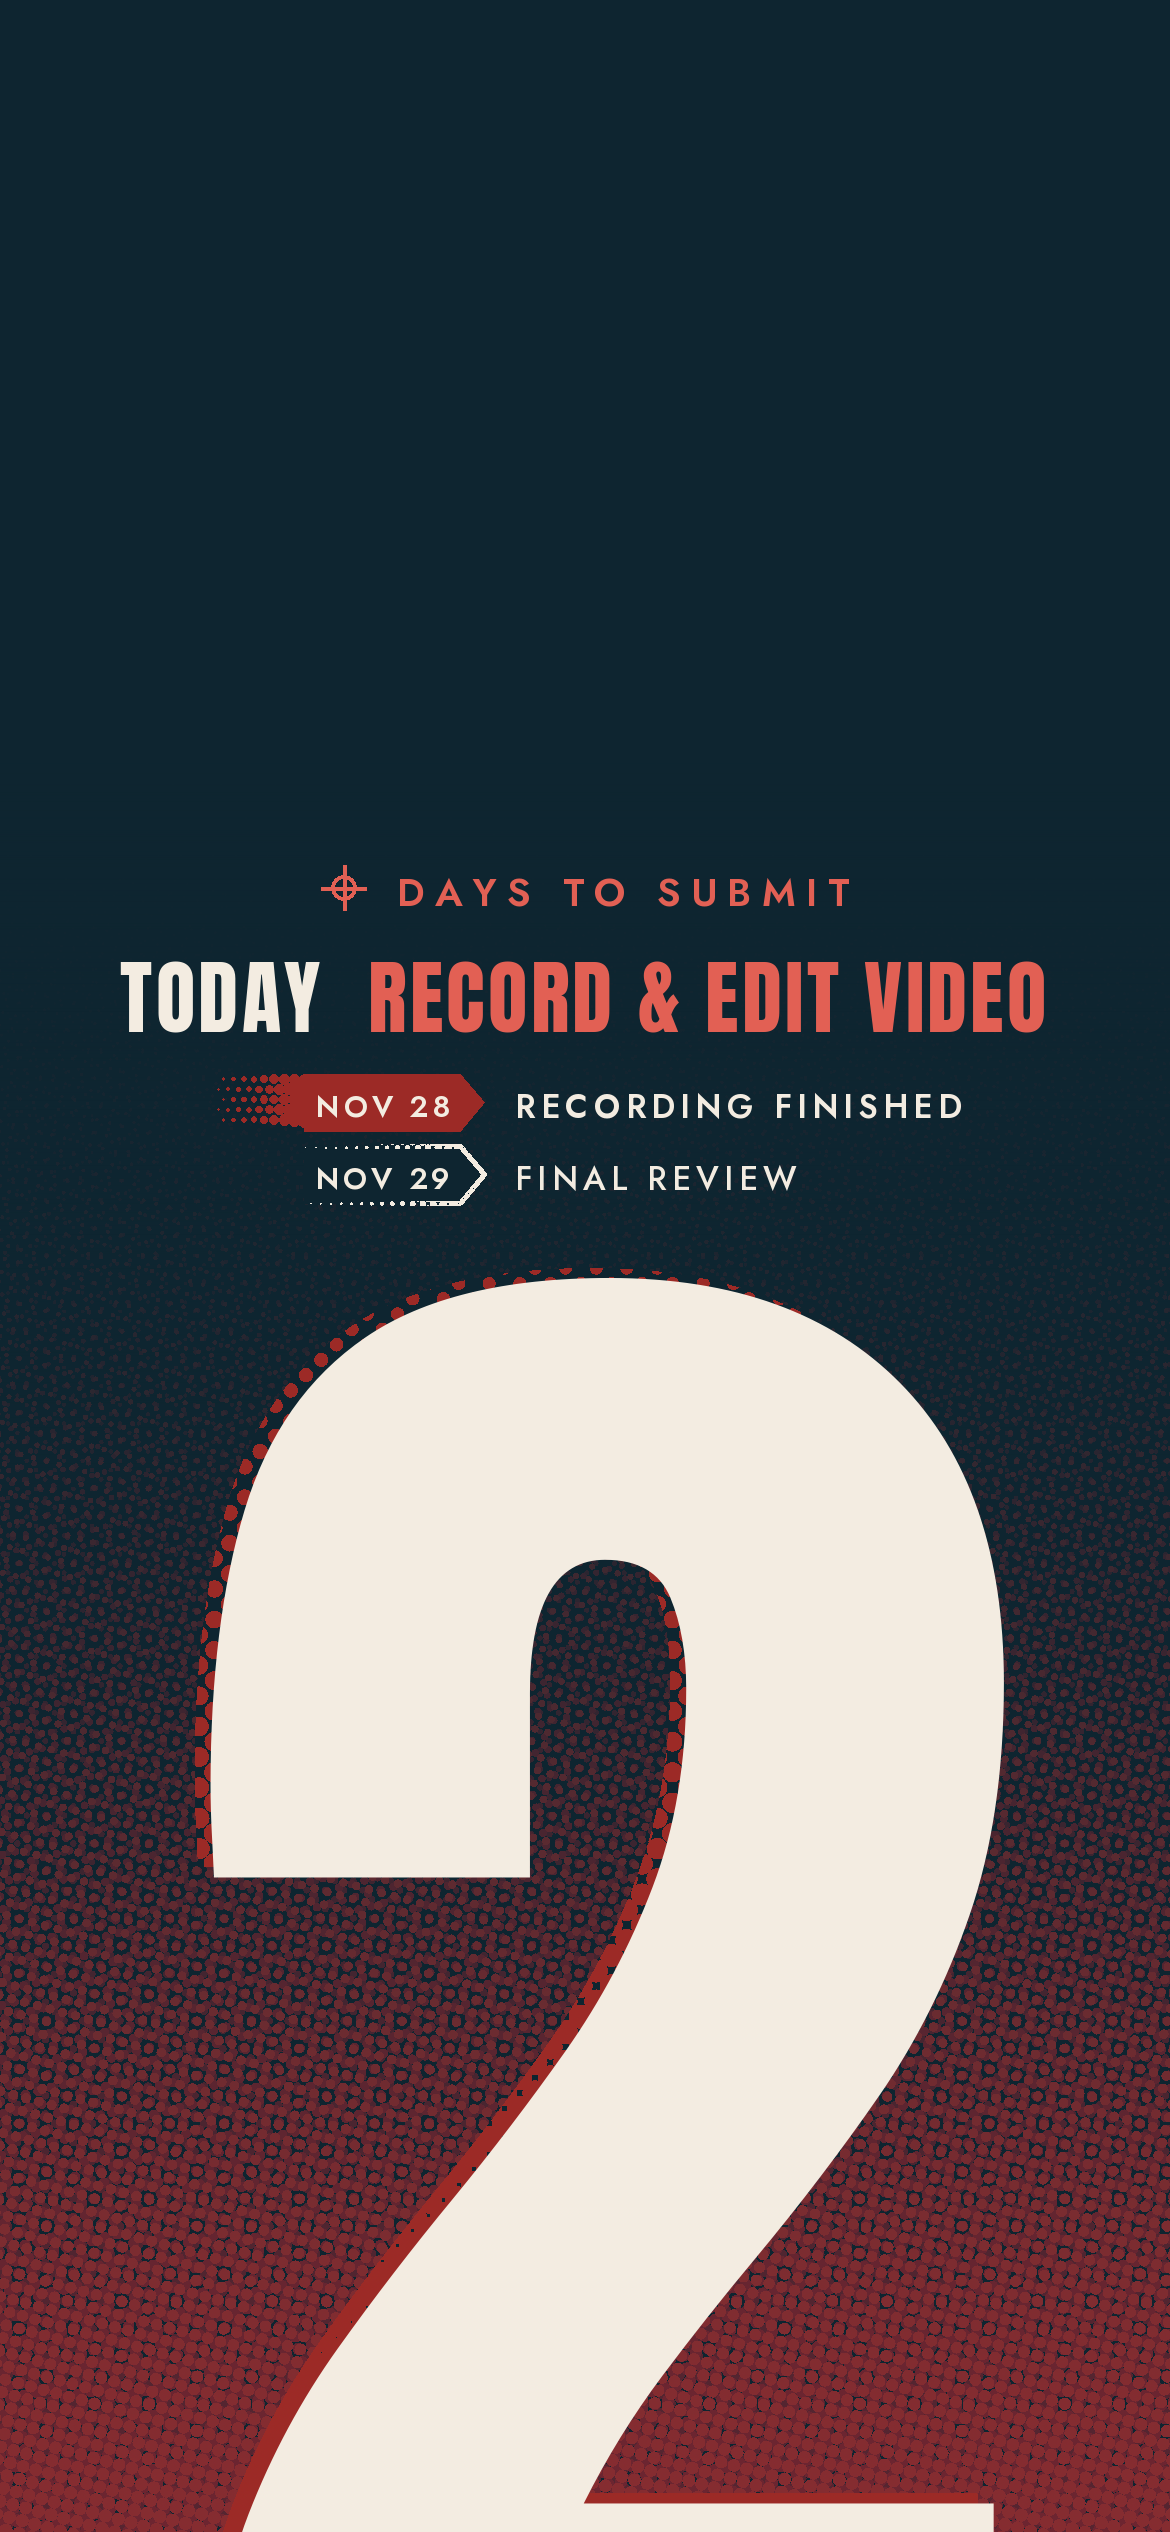 DAYS TO SUBMIT
TODAY RECORD & EDIT VIDEO
NOV 28 RECORDING FINISHED
NOV 29 FINAL REVIEW
2